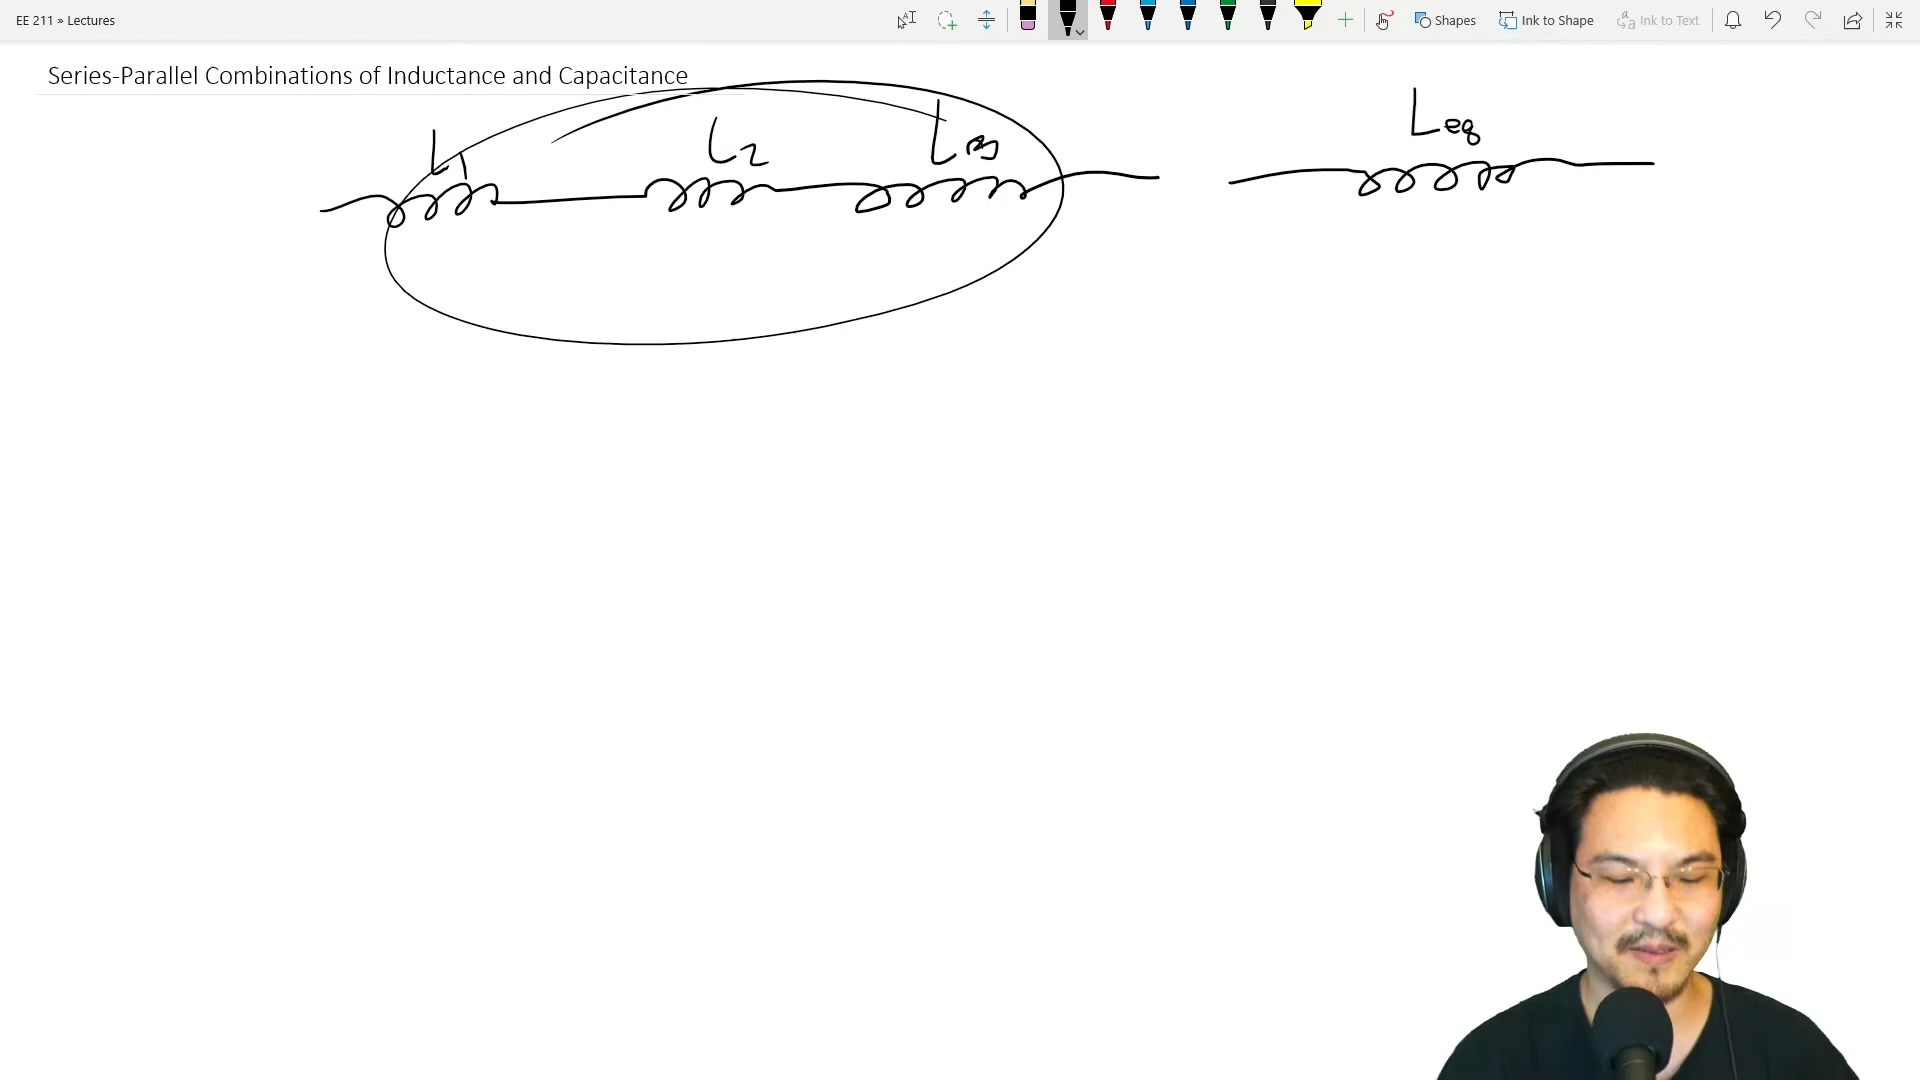 EE 211 » Lectures
Shapes
Ink to Shape
Ink to Text
Series-Parallel Combinations of Inductance and Capacitance
L1
L2
L
Leq